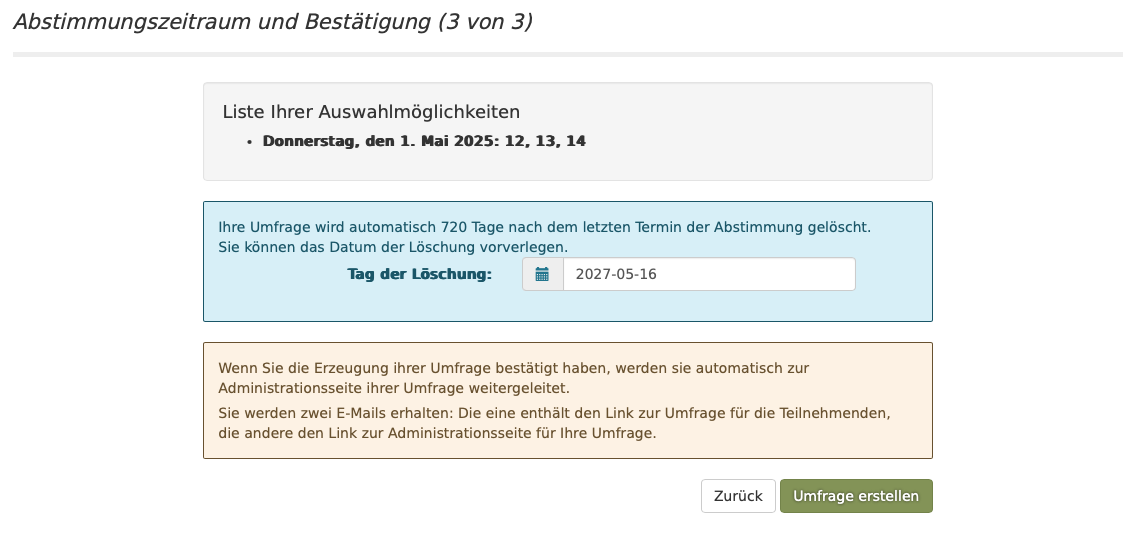 Abstimmungszeitraum und Bestätigung (3 von 3)
Liste Ihrer Auswahlmöglichkeiten
• Donnerstag, den 1. Mai 2025: 12, 13, 14
Ihre Umfrage wird automatisch 720 Tage nach dem letzten Termin der Abstimmung gelöscht.
Sie können das Datum der Löschung vorverlegen.
Tag der Löschung: 2027-05-16
Wenn Sie die Erzeugung ihrer Umfrage bestätigt haben, werden sie automatisch zur
Administrationsseite ihrer Umfrage weitergeleitet.
Sie werden zwei E-Mails erhalten: Die eine enthält den Link zur Umfrage für die Teilnehmenden,
die andere den Link zur Administrationsseite für Ihre Umfrage.
Zurück Umfrage erstellen